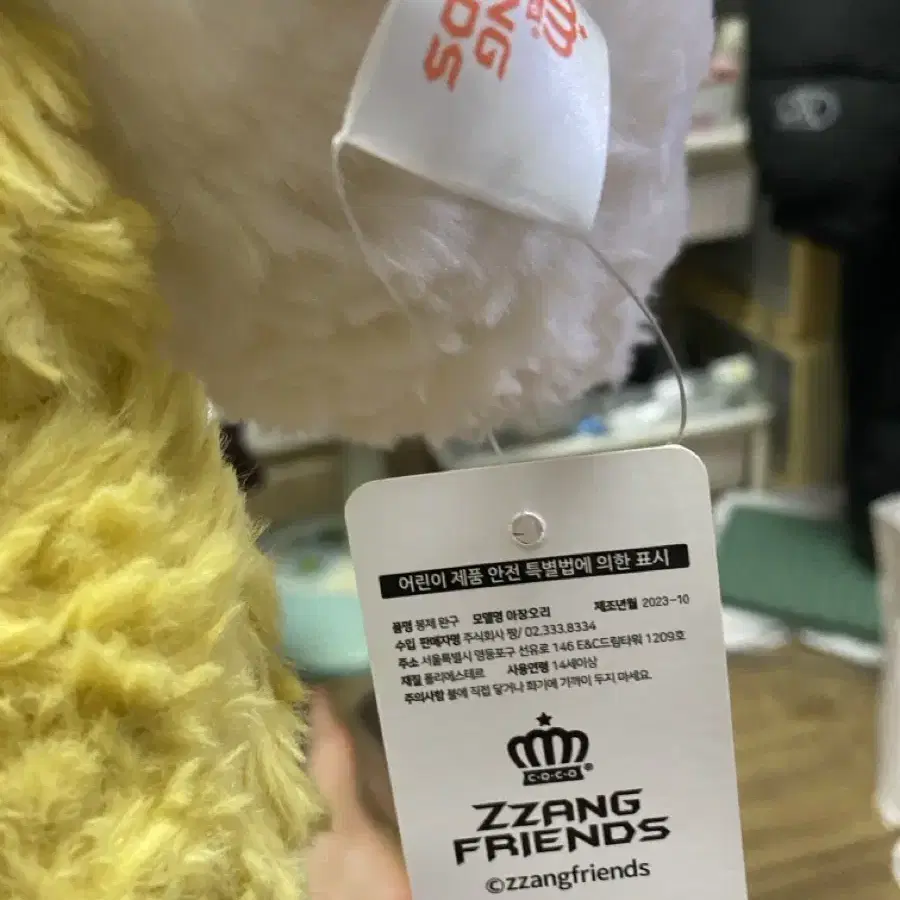 NG
DS
어린이 제품 안전 특별법에 의한 표시
품명 봉제 완구 모델명 아장오리 제조년월 2023-10
수입 판매자명 주식회사 짱/ 02.333.8334
주소 서울특별시 영등포구 선유로 146 E&C드림타워 1209호
재질 폴리에스테르 사용연령 14세이상
주의사항 불에 직접 닿거나 화기에 가까이 두지 마세요.
C·O·C·O ®
ZZANG
FRIENDS
©zzangfriends